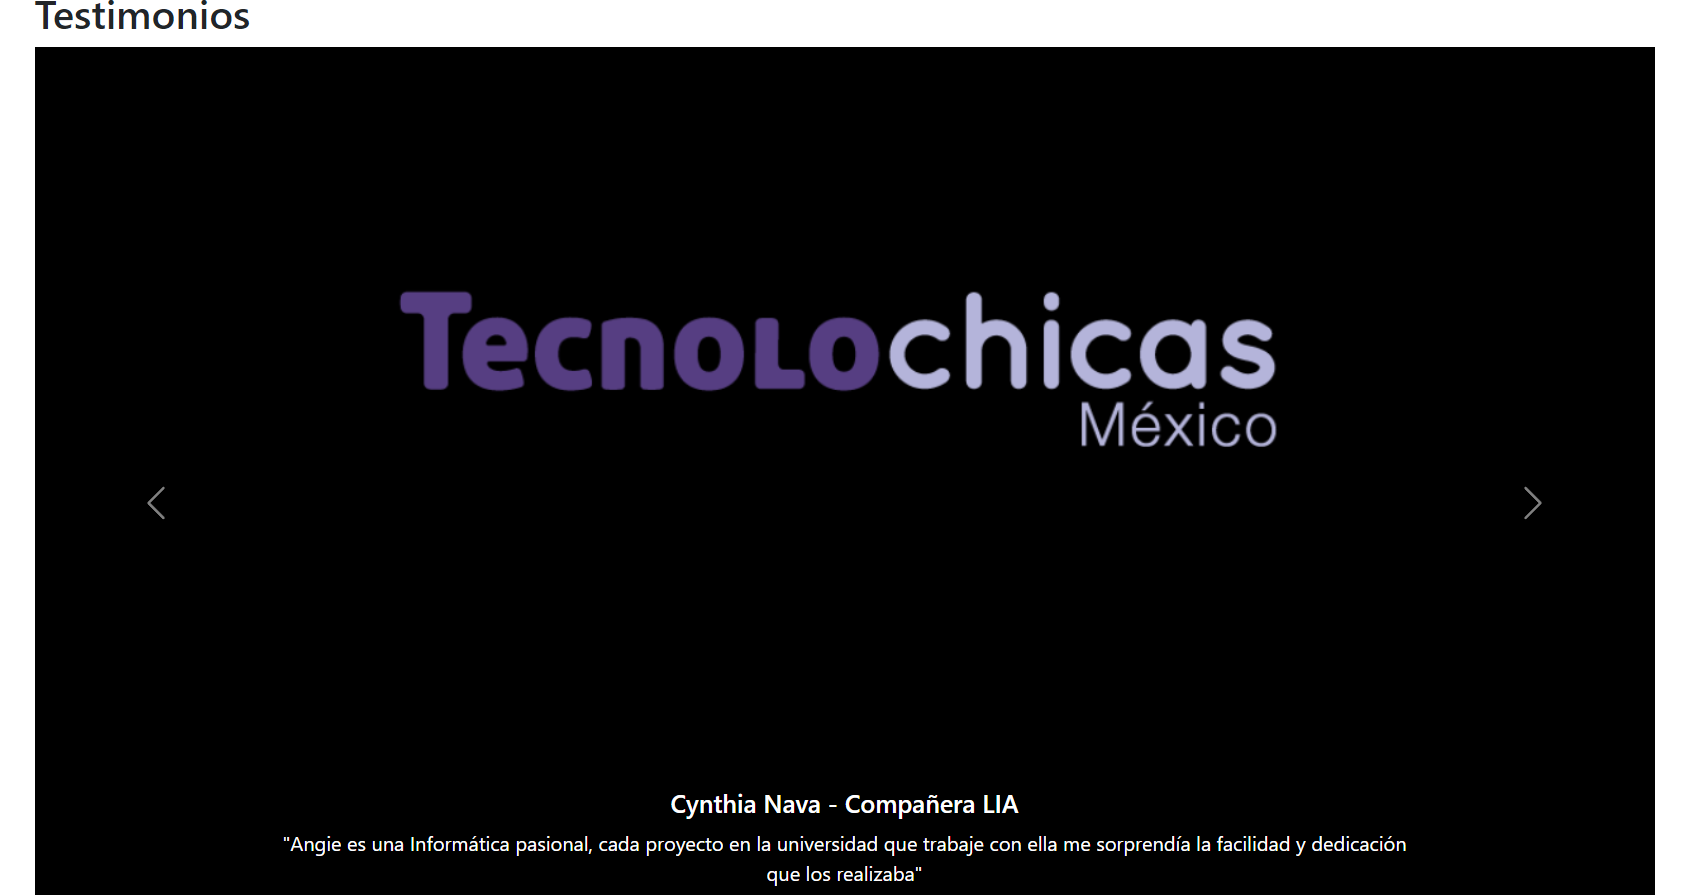 Testimonios
Tecnolochicas
México
Cynthia Nava - Compañera LIA
"Angie es una Informática pasional, cada proyecto en la universidad que trabaje con ella me sorprendía la facilidad y dedicación
que los realizaba"